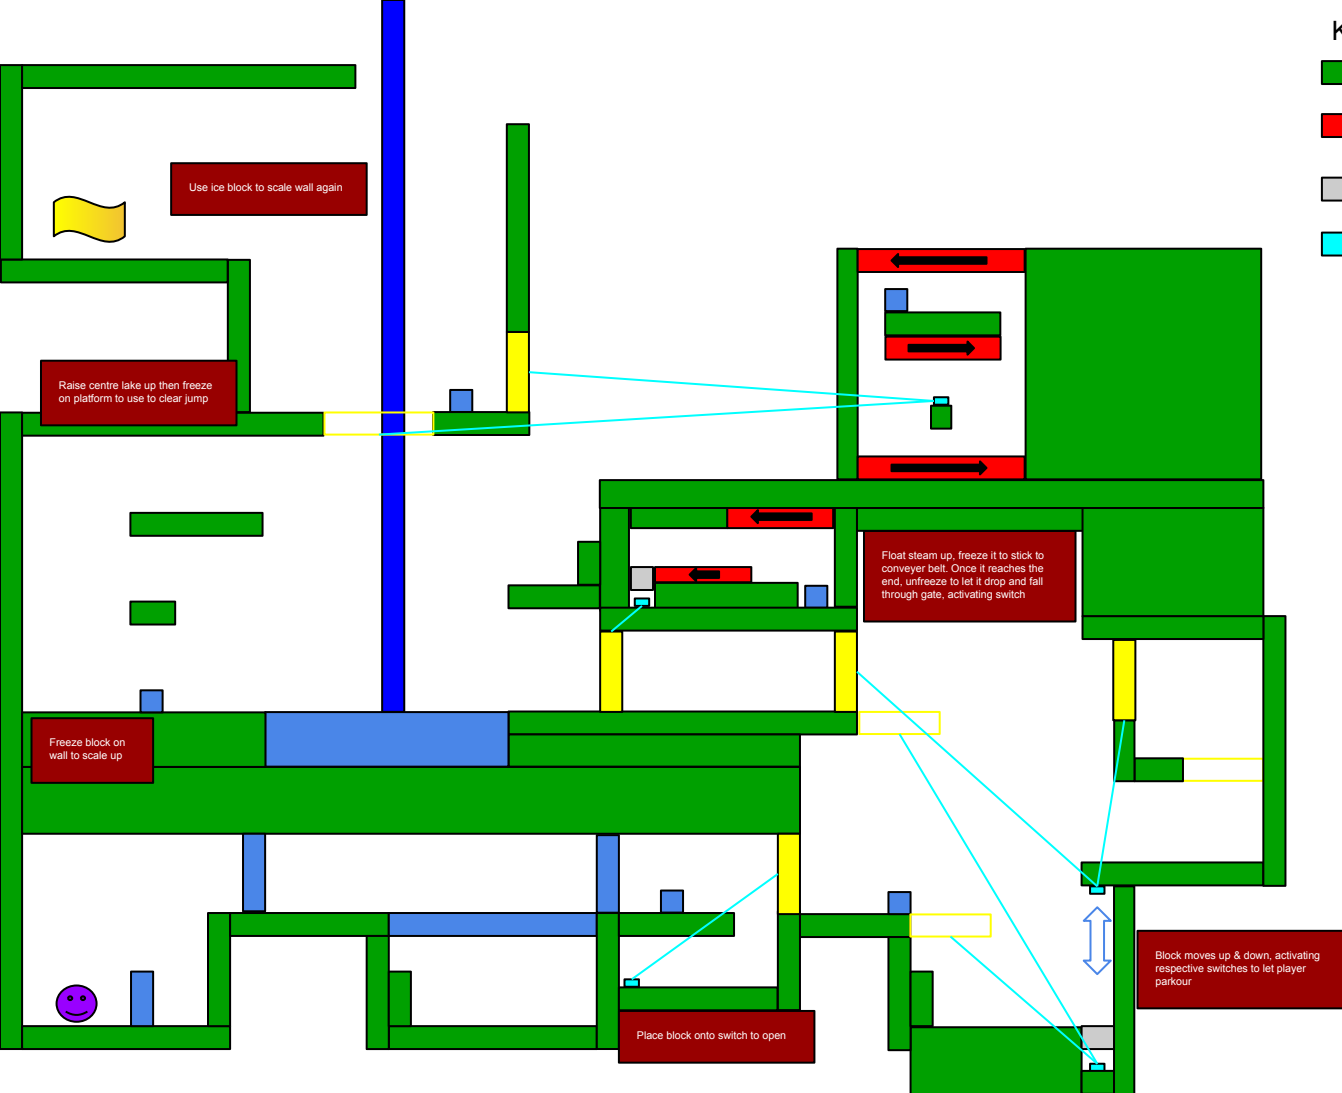 K
Use ice block to scale wall again
Raise centre lake up then freeze
on platform to use to clear jump
Float steam up, freeze it to stick to
conveyer belt. Once it reaches the
end, unfreeze to let it drop and fall
through gate, activating switch
Freeze block on
wall to scale up
Block moves up & down, activating
respective switches to let player
parkour
Place block onto switch to open